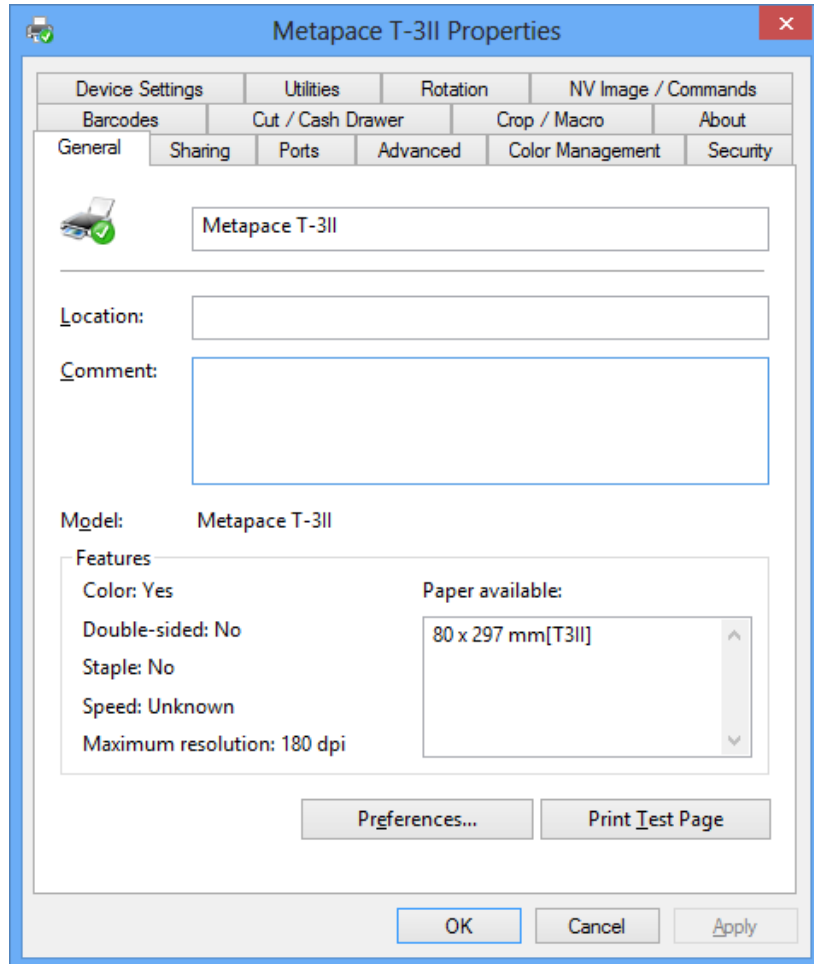 Metapace T-3II Properties
Device Settings Utilities Rotation NV Image / Commands
Barcodes Cut / Cash Drawer Crop / Macro About
General Sharing Ports Advanced Color Management Security
Metapace T-3II
Location:
Comment:
Model: Metapace T-3II
Features
Color: Yes Paper available:
Double-sided: No 80 x 297 mm[T3II]
Staple: No
Speed: Unknown
Maximum resolution: 180 dpi
Preferences... Print Test Page
OK Cancel Apply